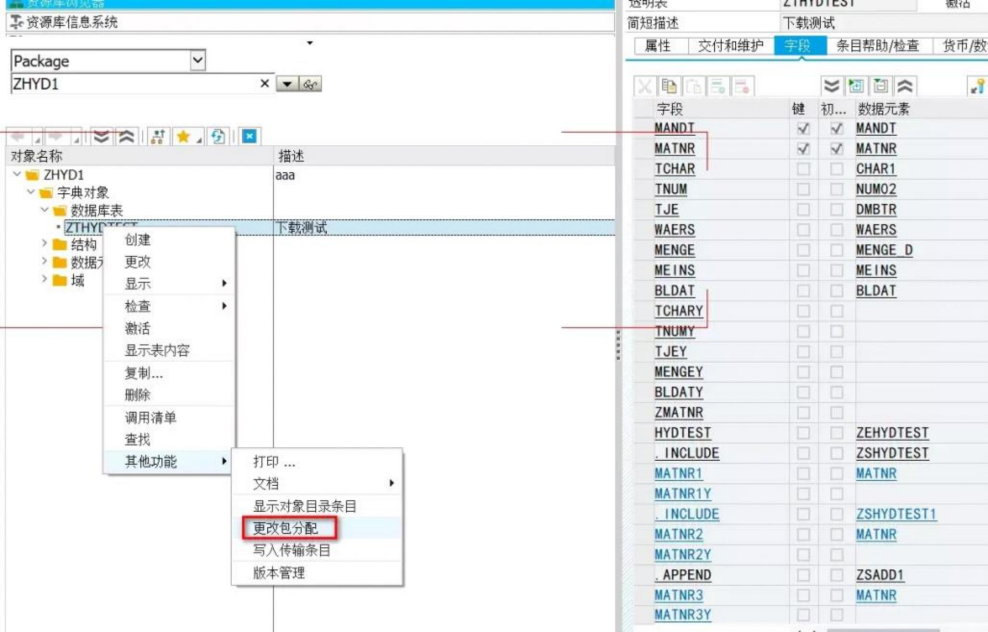 资源库浏览器
资源库信息系统
Package
ZHYD1
对象名称 描述
ZHYD1 aaa
字典对象
数据库表
ZTHYDTEST 下载测试
结构
数据元
域
创建
更改
显示
检查
激活
显示表内容
复制...
删除
调用清单
查找
其他功能
打印 ...
文档
显示对象目录条目
更改包分配
写入传输条目
版本管理
透明表 ZTHYDTEST 激活
简短描述 下载测试
属性 交付和维护 字段 条目帮助/检查 货币/数
字段 键 初... 数据元素
MANDT MANDT
MATNR MATNR
TCHAR CHAR1
TNUM NUM02
TJE DMBTR
WAERS WAERS
MENGE MENGE_D
MEINS MEINS
BLDAT BLDAT
TCHARY
TNUMY
TJEY
MENGEY
BLDATY
ZMATNR
HYDTEST ZEHYDTEST
.INCLUDE ZSHYDTEST
MATNR1 MATNR
MATNR1Y
.INCLUDE ZSHYDTEST1
MATNR2 MATNR
MATNR2Y
.APPEND ZSADD1
MATNR3 MATNR
MATNR3Y